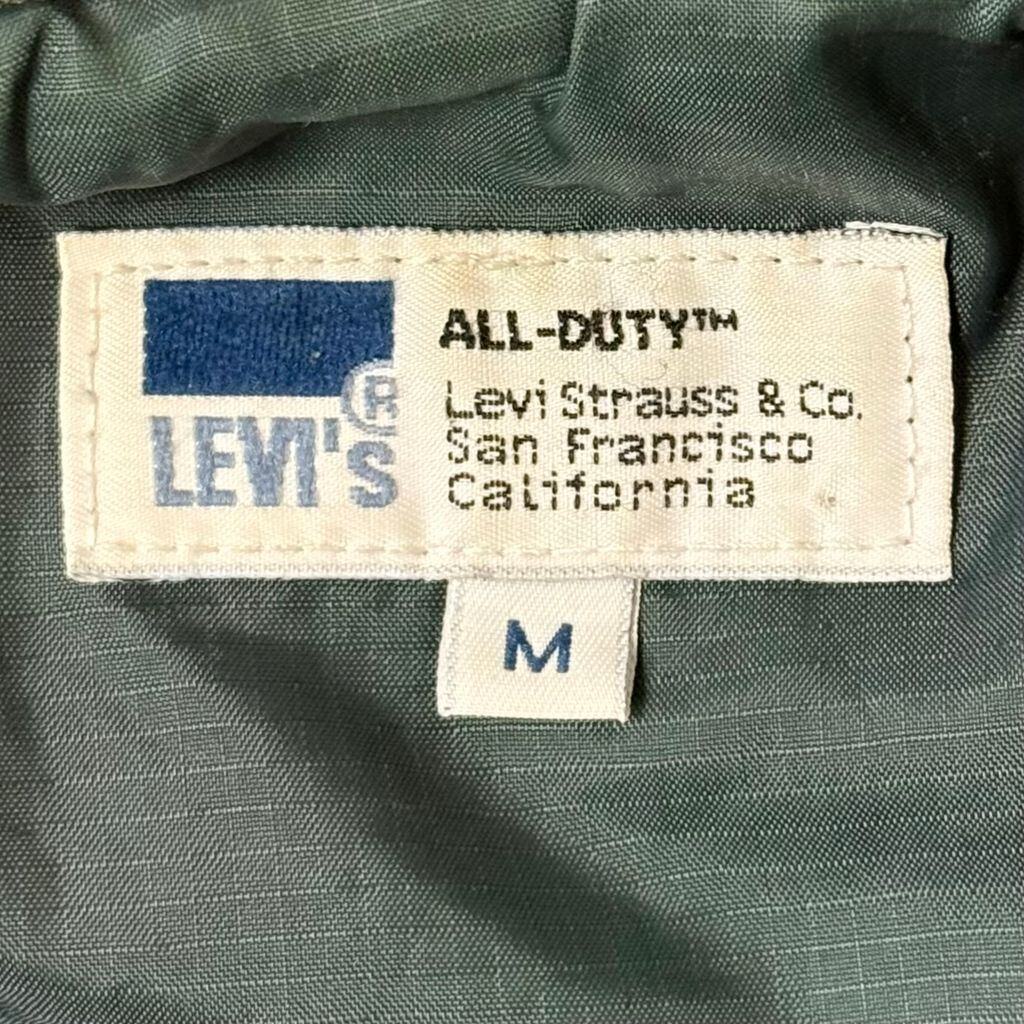 LEVI'S®
ALL-DUTY™
Levi Strauss & Co.
San Francisco
California
M